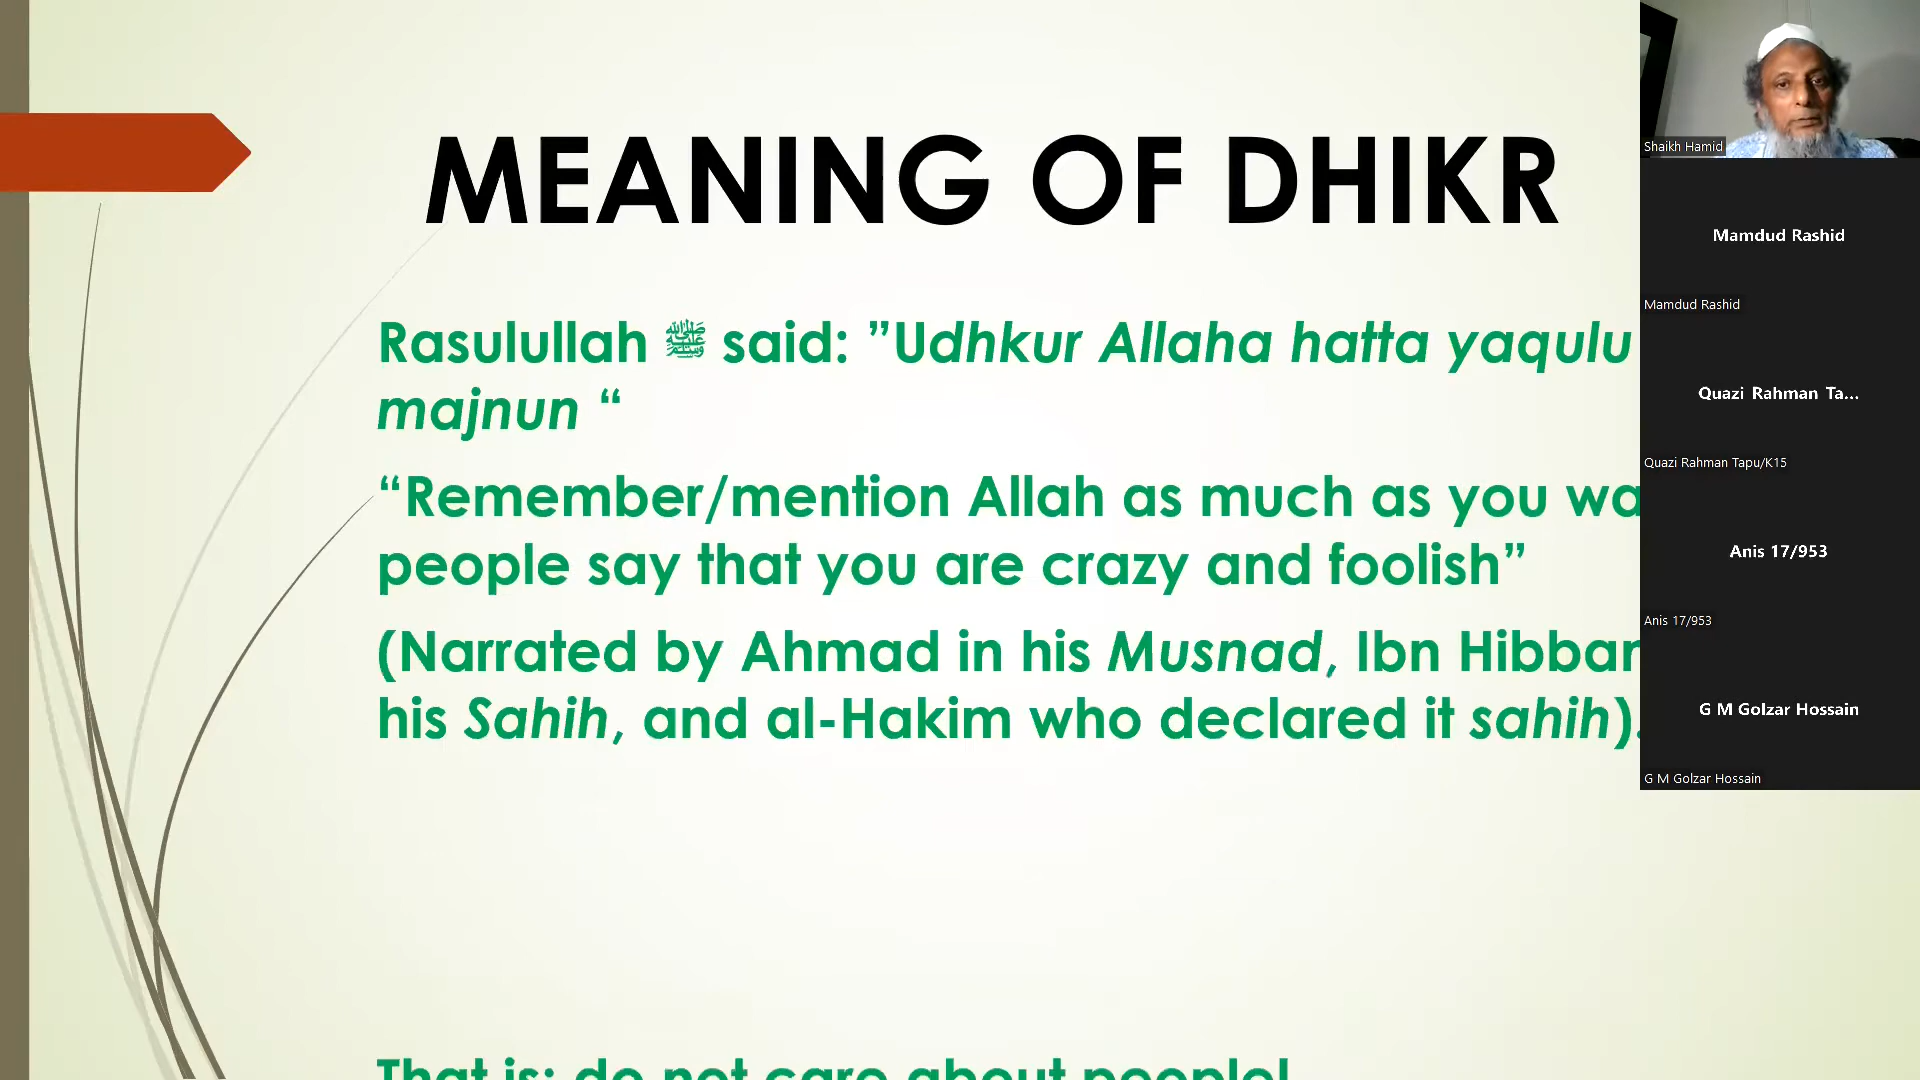 MEANING OF DHIKR
Rasulullah ﷺ said: ”Udhkur Allaha hatta yaqulu
majnun “
“Remember/mention Allah as much as you
people say that you are crazy and foolish”
(Narrated by Ahmad in his Musnad, Ibn Hibban
his Sahih, and al-Hakim who declared it sahih).
That is: do not care about people!
Shaikh Hamid
Mamdud Rashid
Mamdud Rashid
Quazi Rahman Ta...
Quazi Rahman Tapu/K15
Anis 17/953
Anis 17/953
G M Golzar Hossain
G M Golzar Hossain